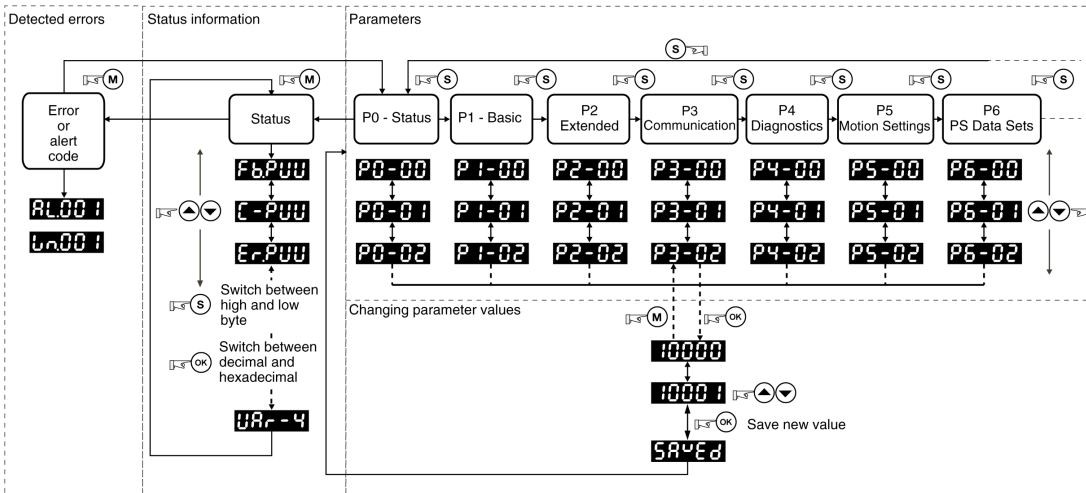 Detected errors
Status information
Parameters
S
M
M
S
S
S
S
S
S
S
Error
or
alert
code
Status
P0 - Status
P1 - Basic
P2
Extended
P3
Communication
P4
Diagnostics
P5
Motion Settings
P6
PS Data Sets
Fb.PUU
P0-00
P1-00
P2-00
P3-00
P4-00
P5-00
P6-00
AL.001
C-PUU
P0-01
P1-01
P2-01
P3-01
P4-01
P5-01
P6-01
Ln.001
Er.PUU
P0-02
P1-02
P2-02
P3-02
P4-02
P5-02
P6-02
S
Switch between
high and low
byte
Changing parameter values
M
OK
OK
Switch between
decimal and
hexadecimal
10000
10001
OK
Save new value
UAr-4
SAVEd